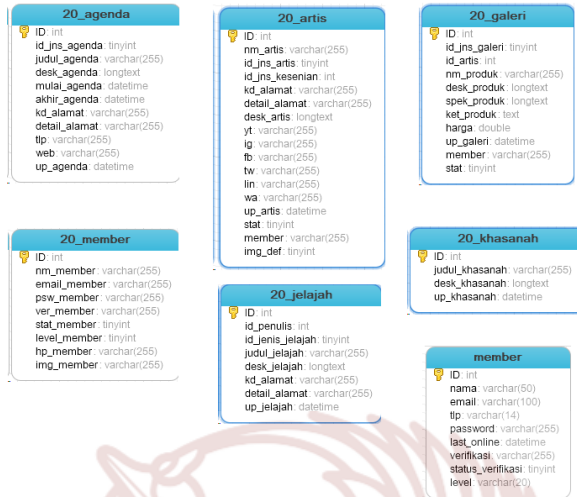 20_agenda
ID: int
id_jns_agenda: tinyint
judul_agenda: varchar(255)
desk_agenda: longtext
mulai_agenda: datetime
akhir_agenda: datetime
kd_alamat: varchar(255)
detail_alamat: varchar(255)
tlp: varchar(255)
web: varchar(255)
up_agenda: datetime
20_artis
ID: int
nm_artis: varchar(255)
id_jns_artis: tinyint
id_jns_kesenian: int
kd_alamat: varchar(255)
detail_alamat: varchar(255)
desk_artis: longtext
yt: varchar(255)
ig: varchar(255)
fb: varchar(255)
tw: varchar(255)
lin: varchar(255)
wa: varchar(255)
up_artis: datetime
stat: tinyint
member: varchar(255)
img_def: tinyint
20_galeri
ID: int
id_jns_galeri: tinyint
id_artis: int
nm_produk: varchar(255)
desk_produk: longtext
spek_produk: longtext
ket_produk: text
harga: double
up_galeri: datetime
member: varchar(255)
stat: tinyint
20_member
ID: int
nm_member: varchar(255)
email_member: varchar(255)
psw_member: varchar(255)
ver_member: varchar(255)
stat_member: tinyint
level_member: tinyint
hp_member: varchar(255)
img_member: varchar(255)
20_jelajah
ID: int
id_penulis: int
id_jenis_jelajah: tinyint
judul_jelajah: varchar(255)
desk_jelajah: longtext
kd_alamat: varchar(255)
detail_alamat: varchar(255)
up_jelajah: datetime
20_khasanah
ID: int
judul_khasanah: varchar(255)
desk_khasanah: longtext
up_khasanah: datetime
member
ID: int
nama: varchar(50)
email: varchar(100)
tlp: varchar(14)
password: varchar(255)
last_online: datetime
verifikasi: varchar(255)
status_verifikasi: tinyint
level: varchar(20)